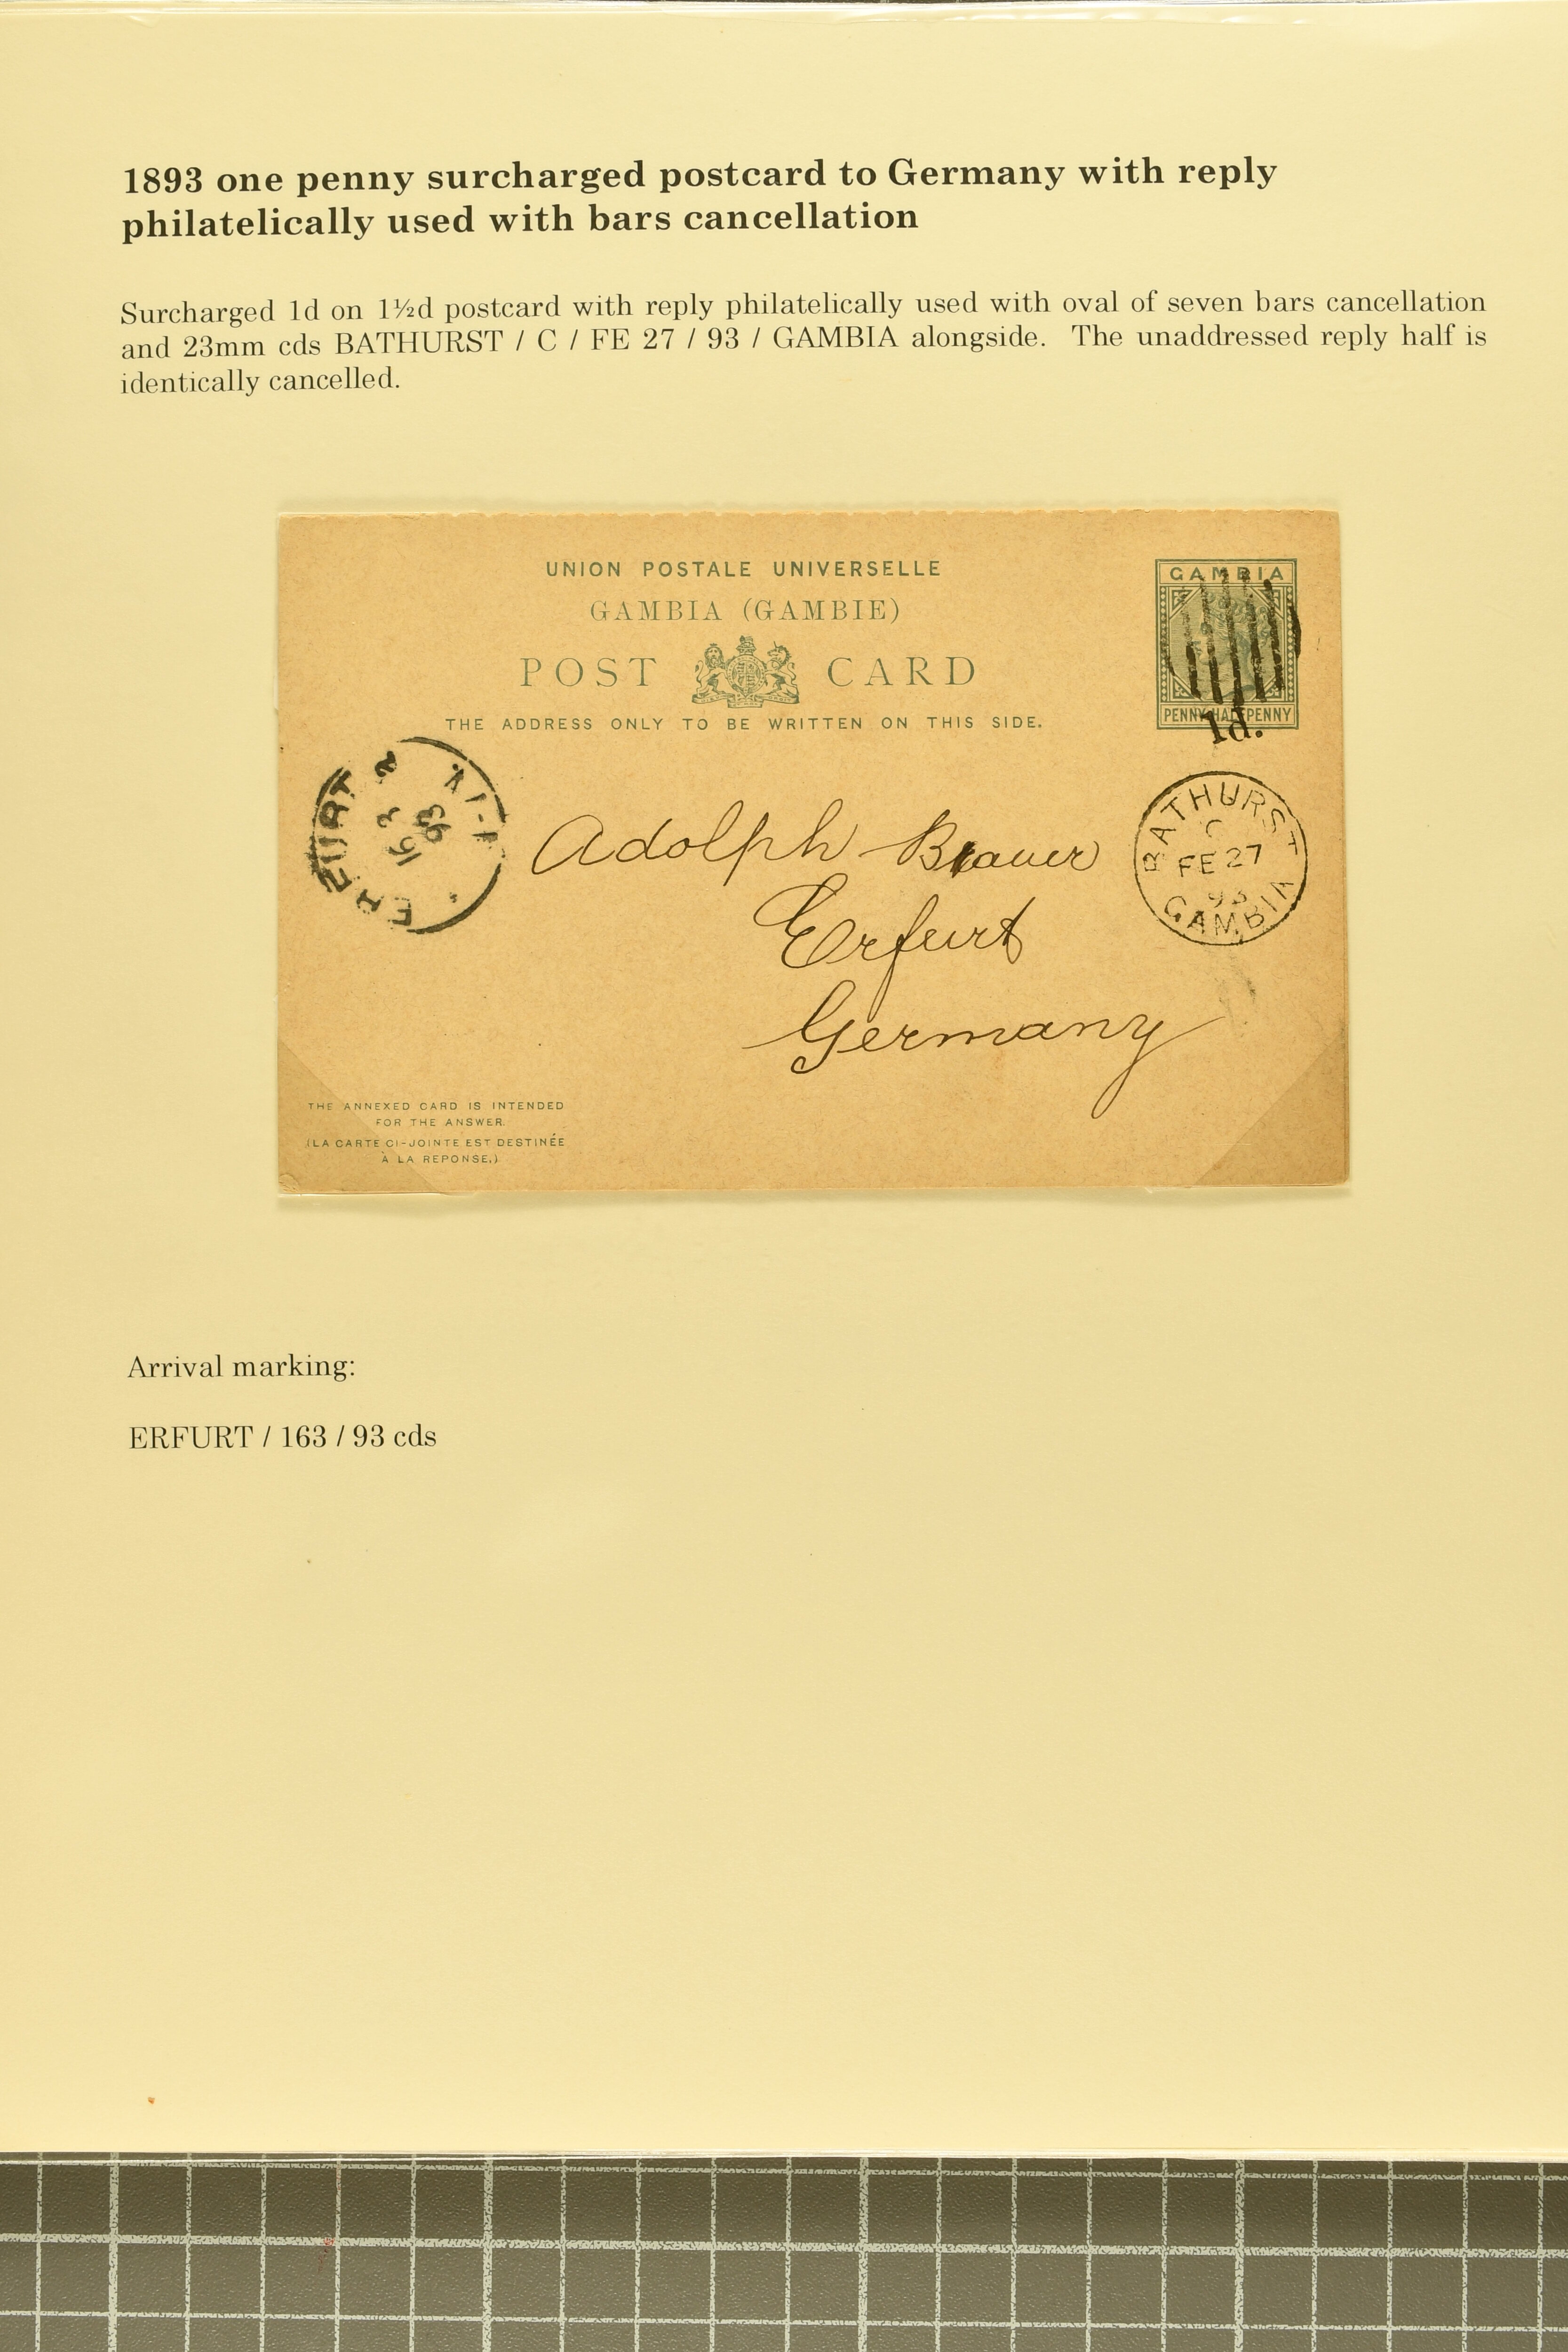 1893 one penny surcharged postcard to Germany with reply
philatelically used with bars cancellation
Surcharged 1d on 1½d postcard with reply philatelically used with oval of seven bars cancellation
and 23mm cds BATHURST / C / FE 27 / 93 / GAMBIA alongside. The unaddressed reply half is
identically cancelled.
UNION POSTALE UNIVERSELLE
GAMBIA (GAMBIE)
POST CARD
THE ADDRESS ONLY TO BE WRITTEN ON THIS SIDE.
GAMBIA
PENNY HALFPENNY
1d.
ERFURT
15 3
93
BATHURST
C
FE 27
93
GAMBIA
Adolph Brauer
Erfurt
Germany
THE ANNEXED CARD IS INTENDED
FOR THE ANSWER.
(LA CARTE CI-JOINTE EST DESTINÉE
À LA REPONSE.)
Arrival marking:
ERFURT / 163 / 93 cds